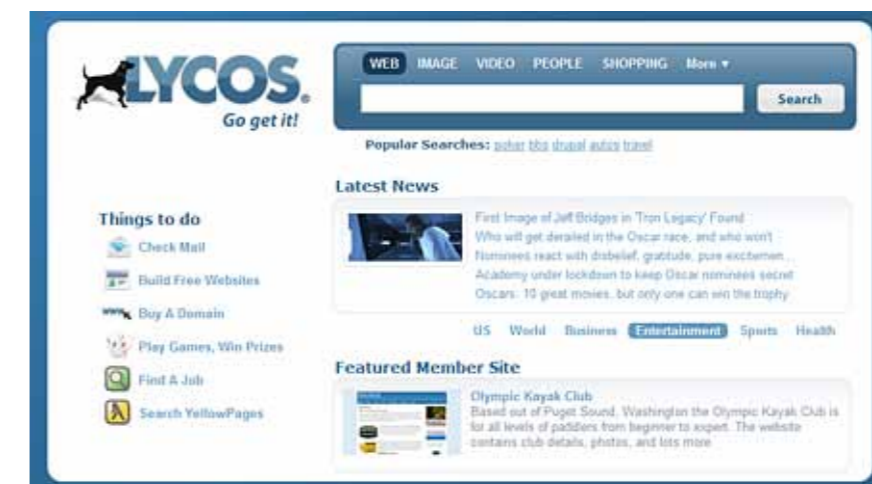 LYCOS.
Go get it!
WEB IMAGE VIDEO PEOPLE SHOPPING More ▾
Search
Popular Searches: poker bbs drupal autos travel
Latest News
First Image of Jeff Bridges in 'Tron Legacy' Found
Who will get derailed in the Oscar race, and who won't
Nominees react with disbelief, gratitude, pure excitemen...
Academy under lockdown to keep Oscar nominees secret
Oscars: 10 great movies, but only one can win the trophy
US World Business Entertainment Sports Health
Things to do
Check Mail
Build Free Websites
Buy A Domain
Play Games, Win Prizes
Find A Job
Search YellowPages
Featured Member Site
Olympic Kayak Club
Based out of Puget Sound, Washington the Olympic Kayak Club is
for all levels of paddlers from beginner to expert. The website
contains club details, photos, and lots more